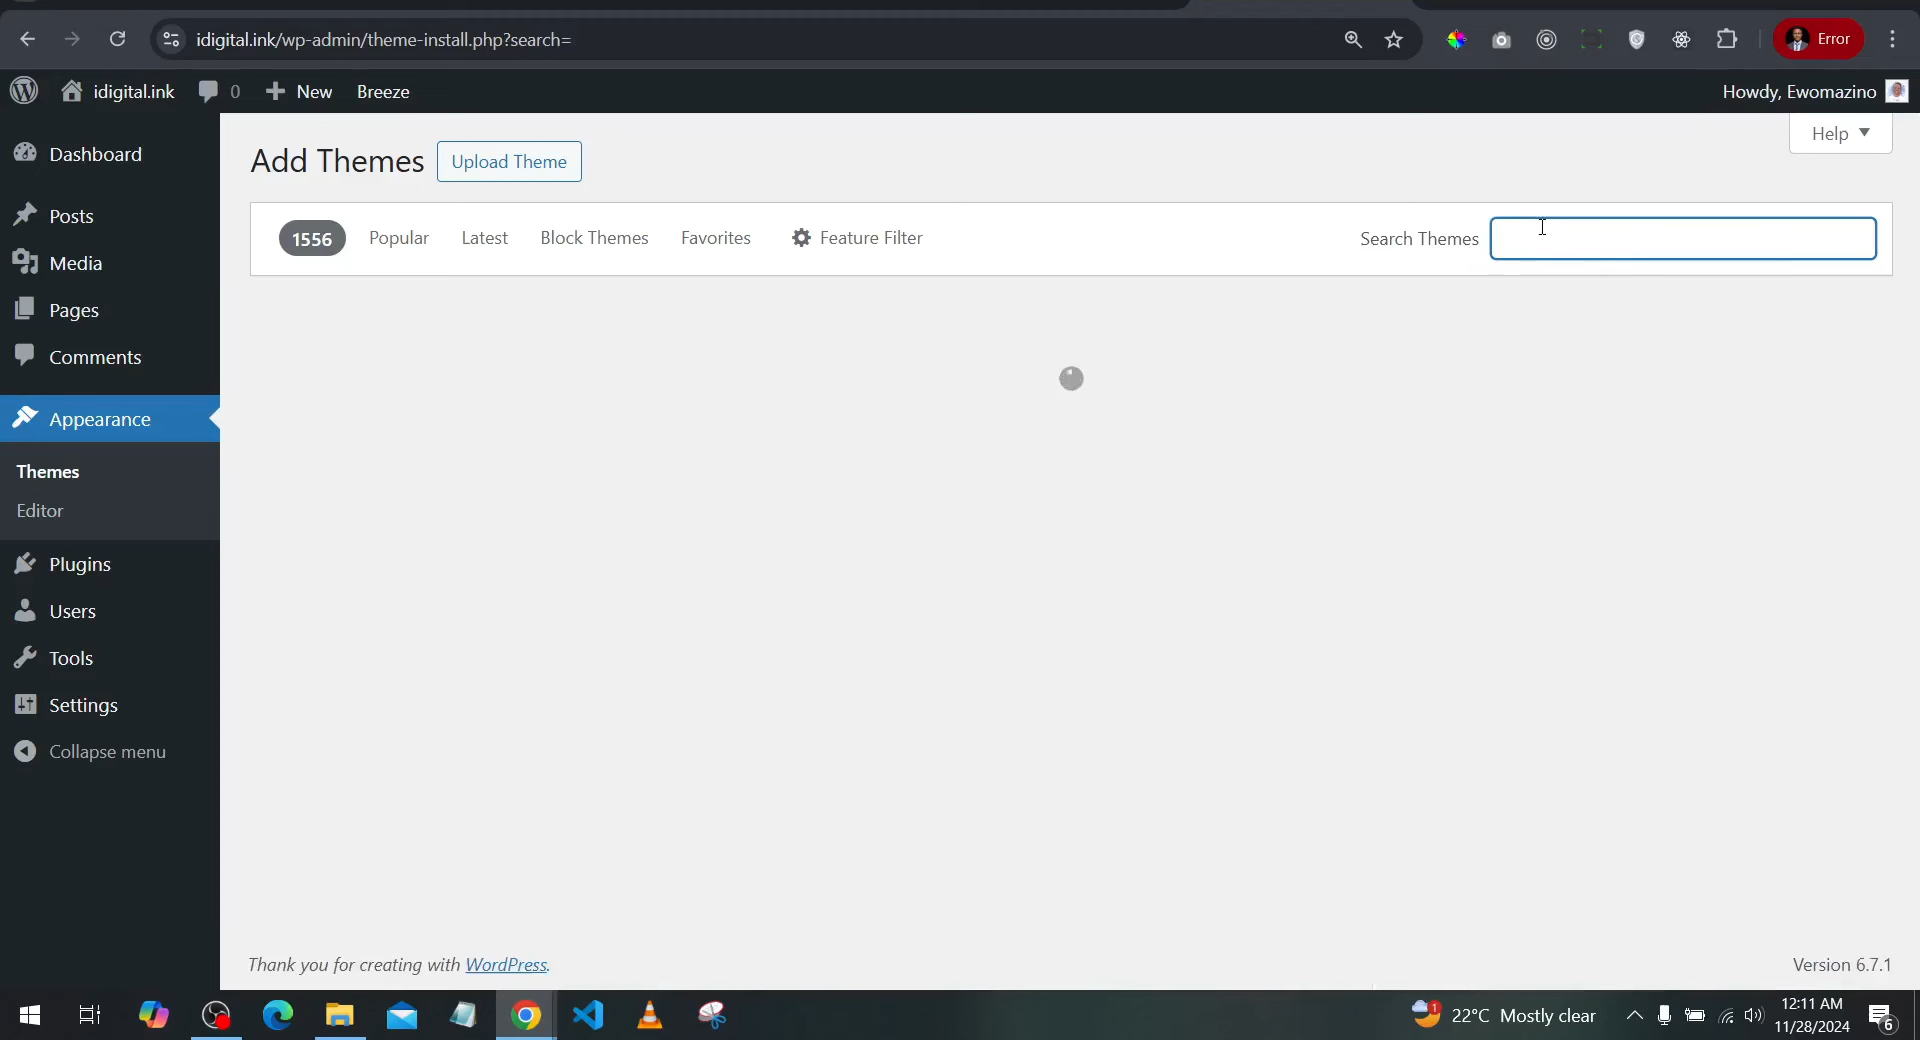 idigital.ink/wp-admin/theme-install.php?search=
Error
idigital.ink
0
New
Breeze
Howdy, Ewomazino
Help
Dashboard
Posts
Media
Pages
Comments
Appearance
Themes
Editor
Plugins
Users
Tools
Settings
Collapse menu
Add Themes
Upload Theme
1556
Popular
Latest
Block Themes
Favorites
Feature Filter
Search Themes
Thank you for creating with WordPress.
Version 6.7.1
1
22°C Mostly clear
12:11 AM
11/28/2024
6